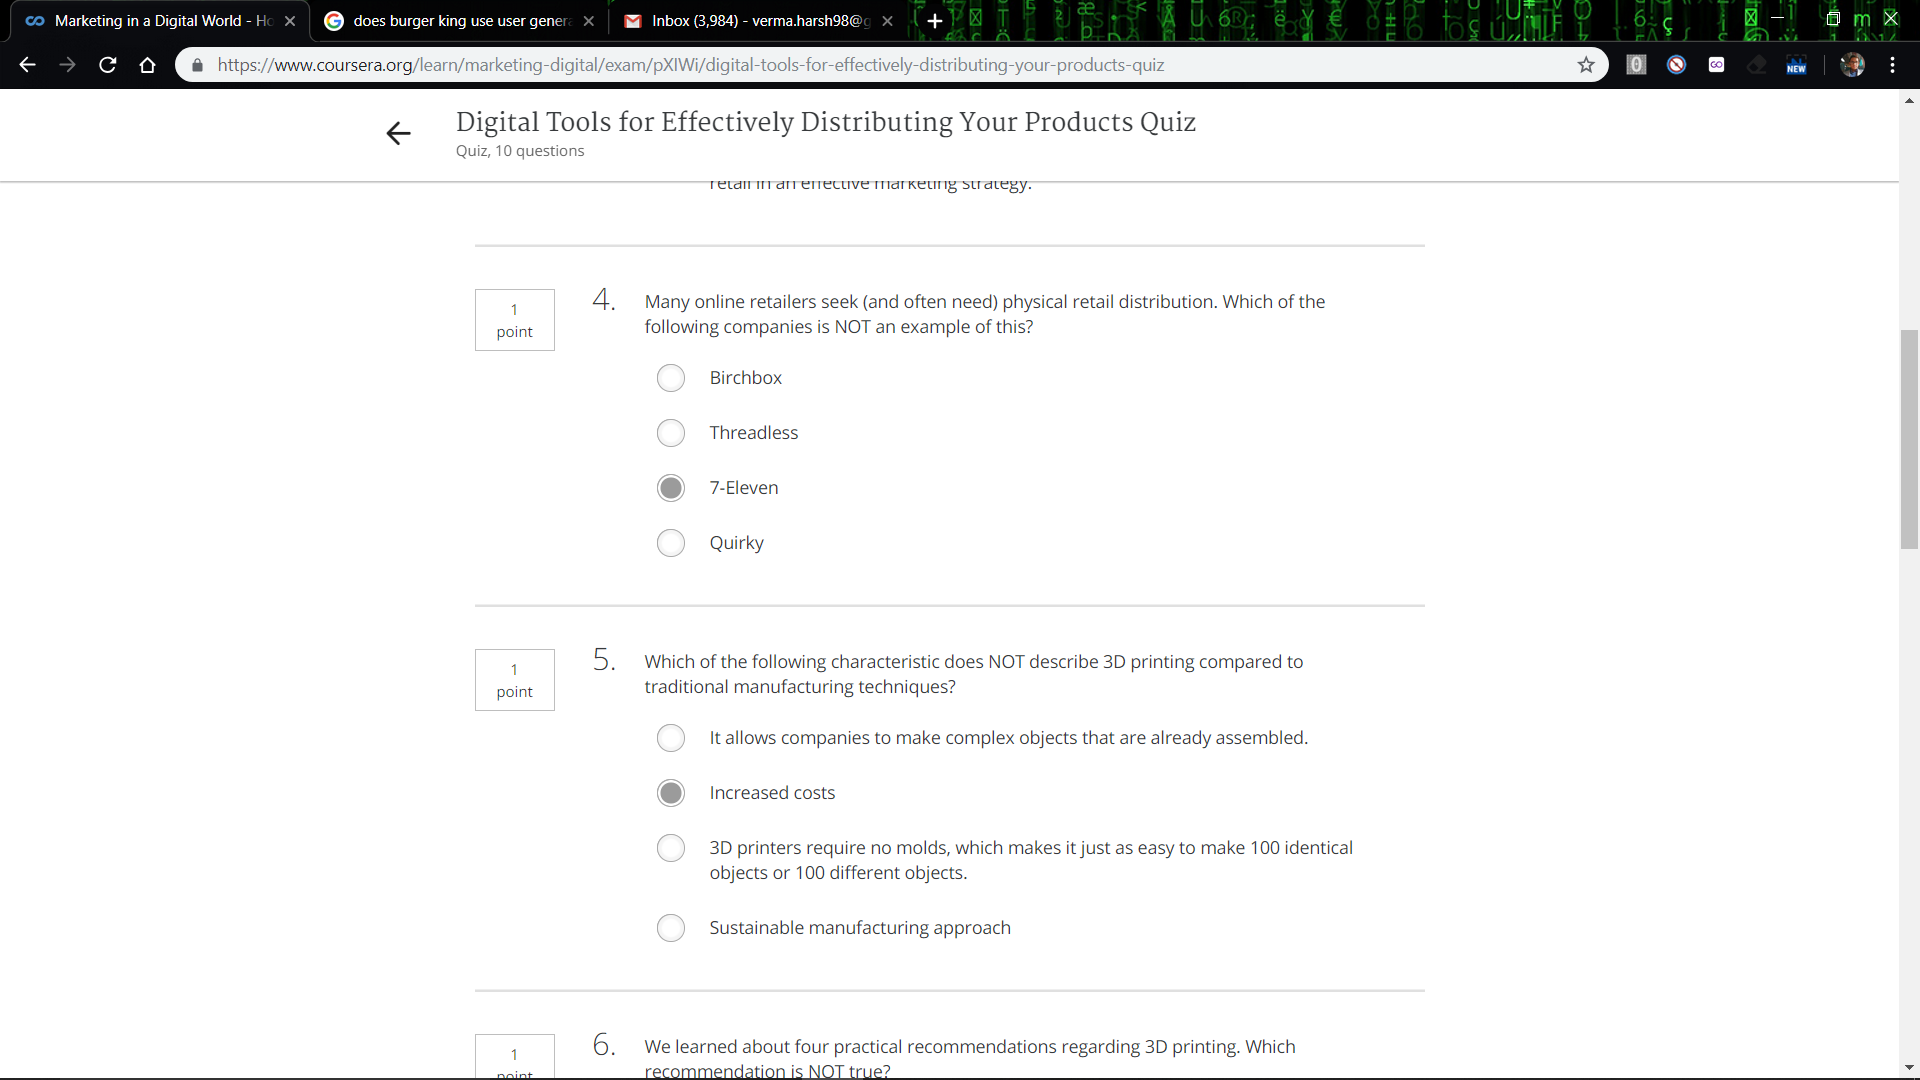 Marketing in a Digital World - Ho
does burger king use user genera
Inbox (3,984) - verma.harsh98@g
https://www.coursera.org/learn/marketing-digital/exam/pXIWi/digital-tools-for-effectively-distributing-your-products-quiz
NEW
Digital Tools for Effectively Distributing Your Products Quiz
Quiz, 10 questions
retail in an effective marketing strategy.
1
point
4.
Many online retailers seek (and often need) physical retail distribution. Which of the
following companies is NOT an example of this?
Birchbox
Threadless
7-Eleven
Quirky
1
point
5.
Which of the following characteristic does NOT describe 3D printing compared to
traditional manufacturing techniques?
It allows companies to make complex objects that are already assembled.
Increased costs
3D printers require no molds, which makes it just as easy to make 100 identical
objects or 100 different objects.
Sustainable manufacturing approach
1
point
6.
We learned about four practical recommendations regarding 3D printing. Which
recommendation is NOT true?